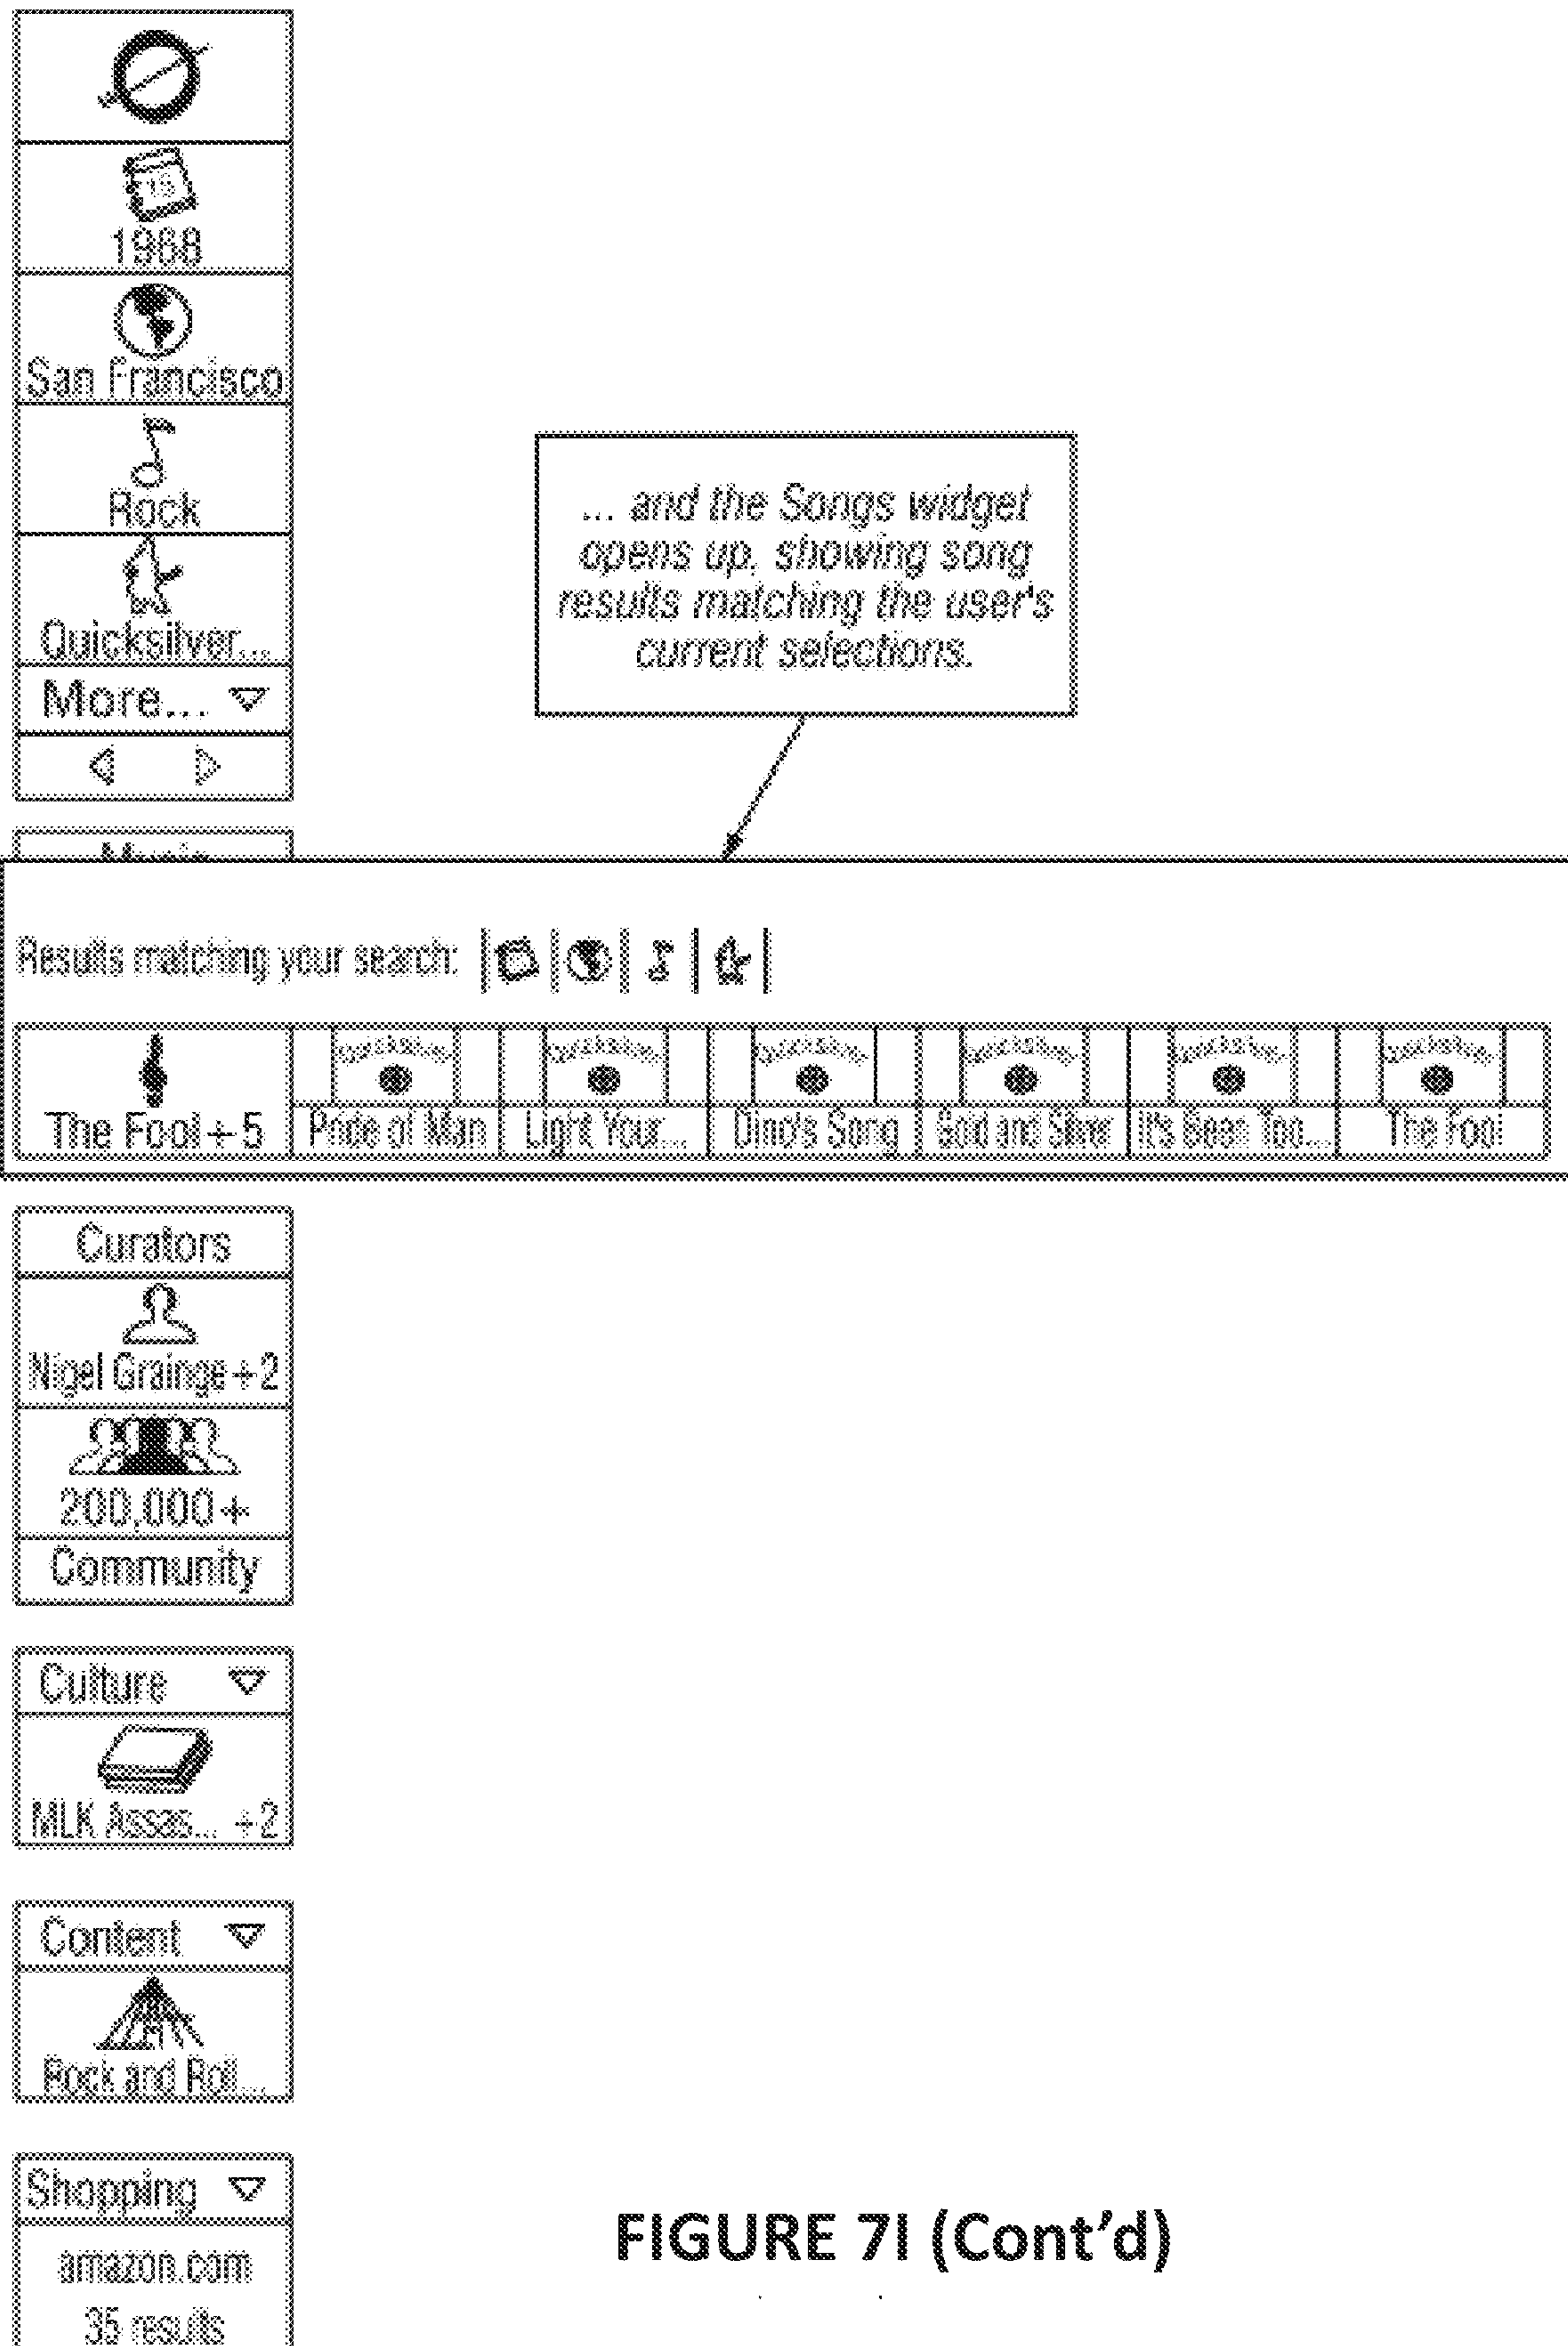 1968
San Francisco
Rock
Quicksilver...
More...
... and the Songs widget
opens up, showing song
results matching the user's
current selections.
Music
Results matching your search:
The Fool +5
Pride of Man
Light Your...
Dino's Song
Gold and Silver
It's Been Too...
The Fool
Curators
Nigel Grainge +2
200,000+
Community
Culture
MLK Assas... +2
Content
Rock and Roll...
Shopping
amazon.com
35 results
FIGURE 7I (Cont'd)